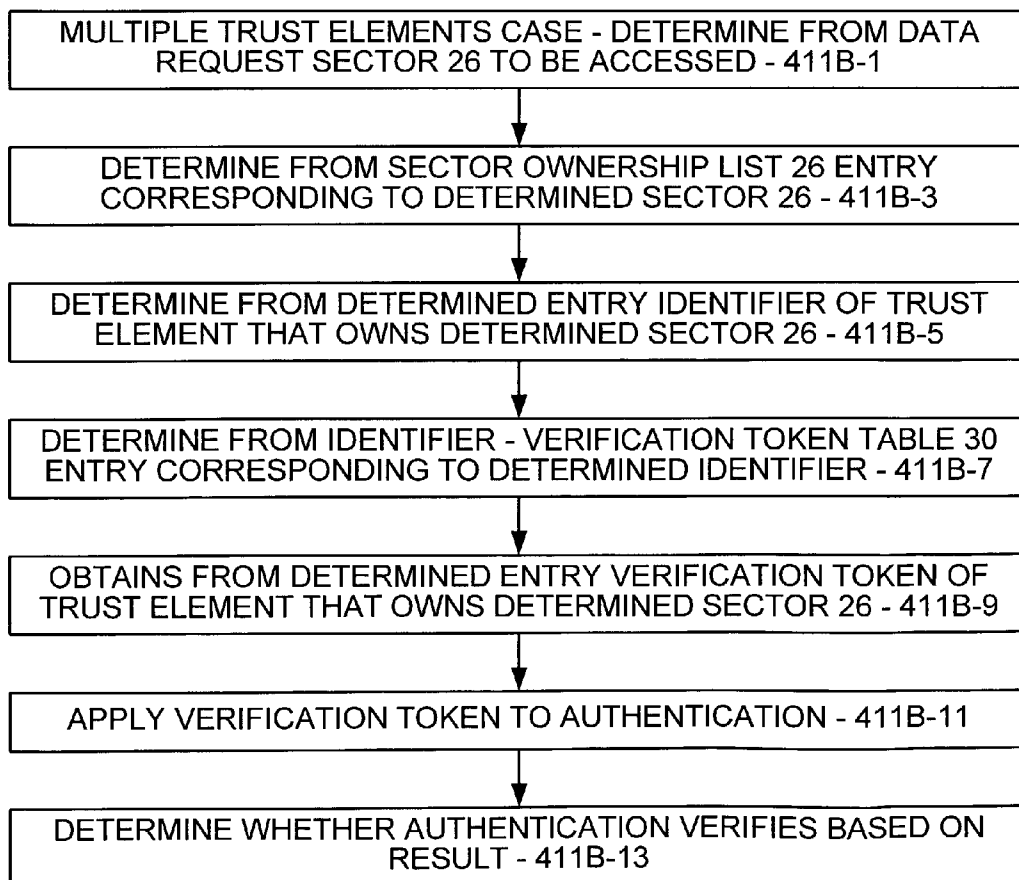 MULTIPLE TRUST ELEMENTS CASE - DETERMINE FROM DATA
REQUEST SECTOR 26 TO BE ACCESSED - 411B-1
DETERMINE FROM SECTOR OWNERSHIP LIST 26 ENTRY
CORRESPONDING TO DETERMINED SECTOR 26 - 411B-3
DETERMINE FROM DETERMINED ENTRY IDENTIFIER OF TRUST
ELEMENT THAT OWNS DETERMINED SECTOR 26 - 411B-5
DETERMINE FROM IDENTIFIER - VERIFICATION TOKEN TABLE 30
ENTRY CORRESPONDING TO DETERMINED IDENTIFIER - 411B-7
OBTAINS FROM DETERMINED ENTRY VERIFICATION TOKEN OF
TRUST ELEMENT THAT OWNS DETERMINED SECTOR 26 - 411B-9
APPLY VERIFICATION TOKEN TO AUTHENTICATION - 411B-11
DETERMINE WHETHER AUTHENTICATION VERIFIES BASED ON
RESULT - 411B-13